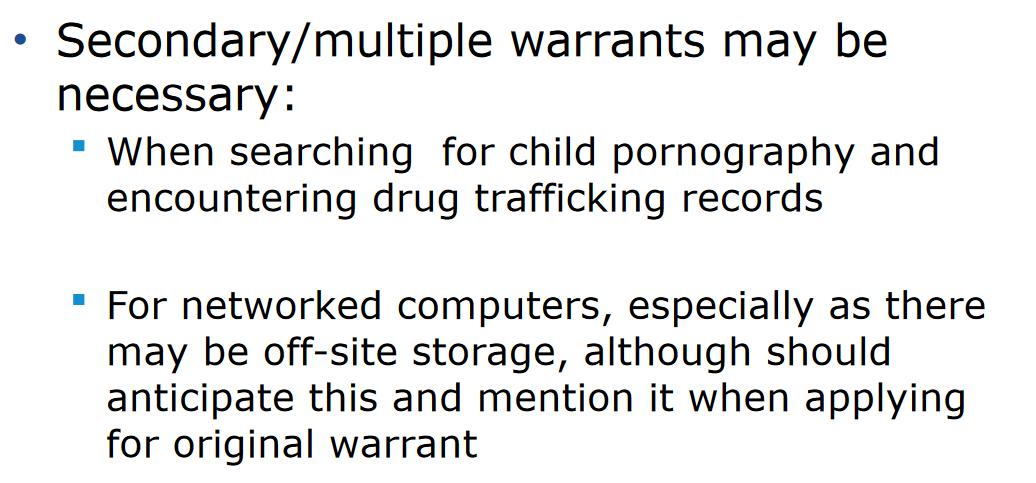 • Secondary/multiple warrants may be
necessary:
▪ When searching  for child pornography and
encountering drug trafficking records
▪ For networked computers, especially as there
may be off-site storage, although should
anticipate this and mention it when applying
for original warrant